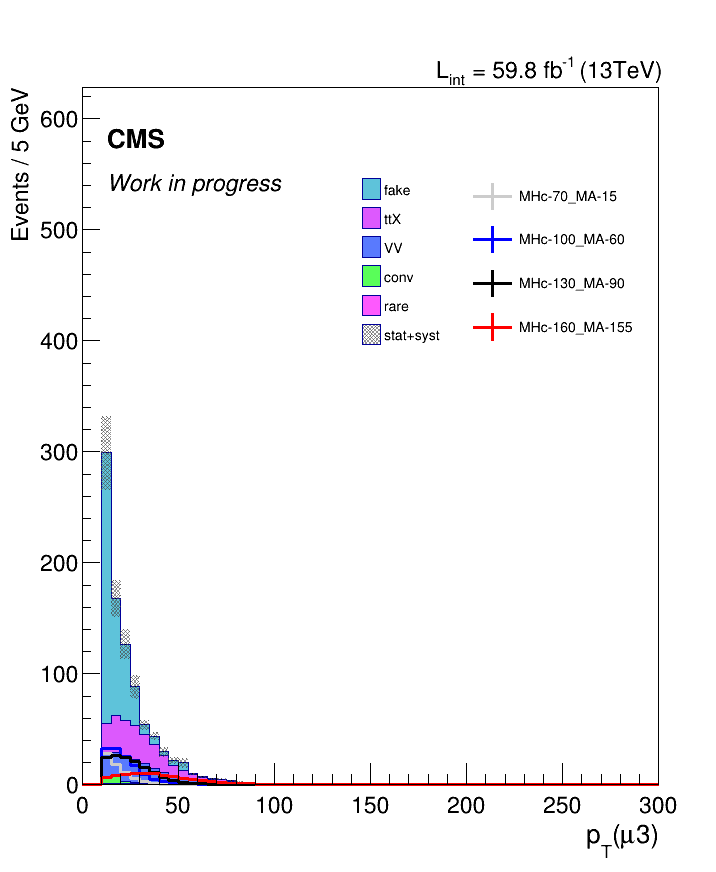 L_int = 59.8 fb^-1 (13TeV)
Events / 5 GeV
600
500
400
300
200
100
0
CMS
Work in progress
fake
ttX
VV
conv
rare
stat+syst
MHc-70_MA-15
MHc-100_MA-60
MHc-130_MA-90
MHc-160_MA-155
0 50 100 150 200 250 300
p_T(μ3)